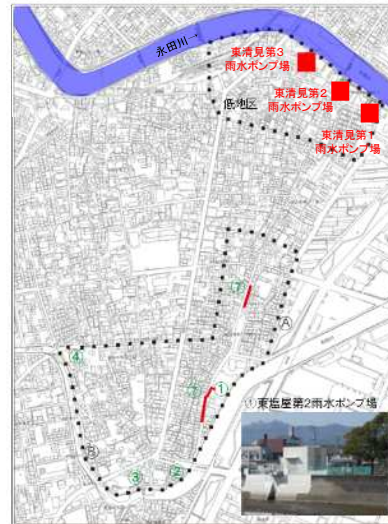 永田川→
東清見第3
雨水ポンプ場
東清見第2
雨水ポンプ場
低地区
東清見第1
雨水ポンプ場
⑦
Ⓐ
④
①
①東塩屋第2雨水ポンプ場
Ⓑ
③
②